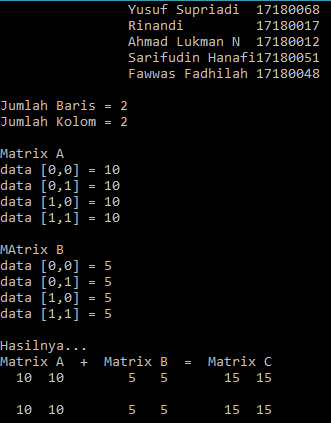 Yusuf Supriadi 17180068
Rinandi 17180017
Ahmad Lukman N 17180012
Sarifudin Hanafi17180051
Fawwas Fadhilah 17180048
Jumlah Baris = 2
Jumlah Kolom = 2
Matrix A
data [0,0] = 10
data [0,1] = 10
data [1,0] = 10
data [1,1] = 10
MAtrix B
data [0,0] = 5
data [0,1] = 5
data [1,0] = 5
data [1,1] = 5
Hasilnya...
Matrix A + Matrix B = Matrix C
10 10 5 5 15 15
10 10 5 5 15 15